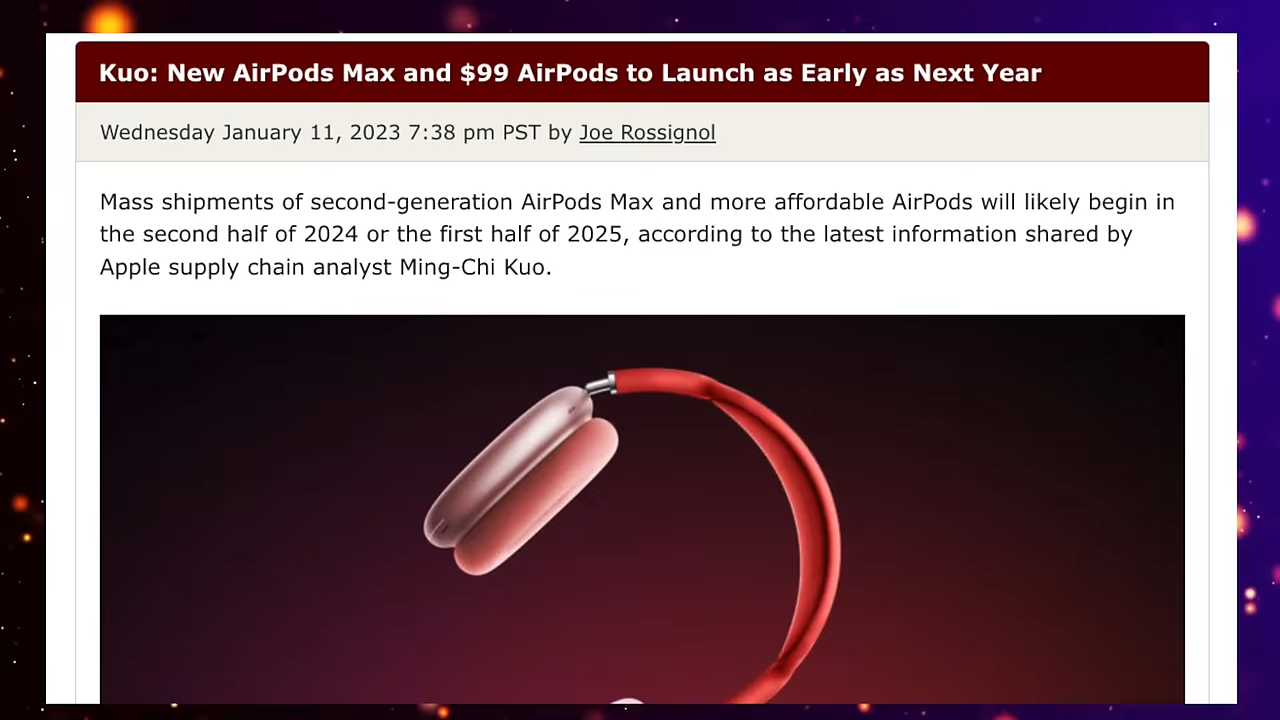 Kuo: New AirPods Max and $99 AirPods to Launch as Early as Next Year
Wednesday January 11, 2023 7:38 pm PST by Joe Rossignol
Mass shipments of second-generation AirPods Max and more affordable AirPods will likely begin in
the second half of 2024 or the first half of 2025, according to the latest information shared by
Apple supply chain analyst Ming-Chi Kuo.